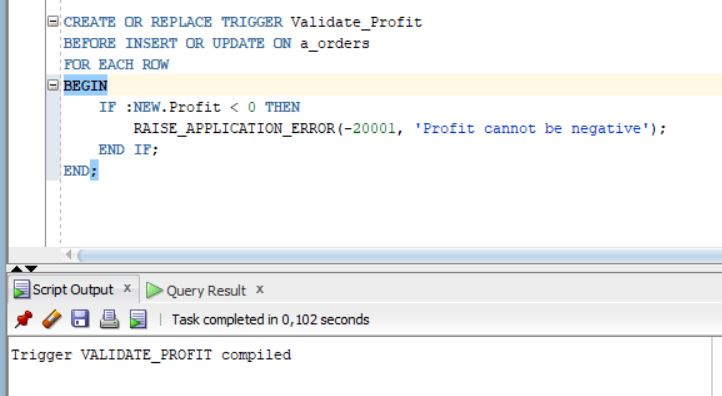 CREATE OR REPLACE TRIGGER Validate_Profit
BEFORE INSERT OR UPDATE ON a_orders
FOR EACH ROW
BEGIN
IF :NEW.Profit < 0 THEN
RAISE_APPLICATION_ERROR(-20001, 'Profit cannot be negative');
END IF;
END;
Script Output x Query Result x
Task completed in 0,102 seconds
Trigger VALIDATE_PROFIT compiled